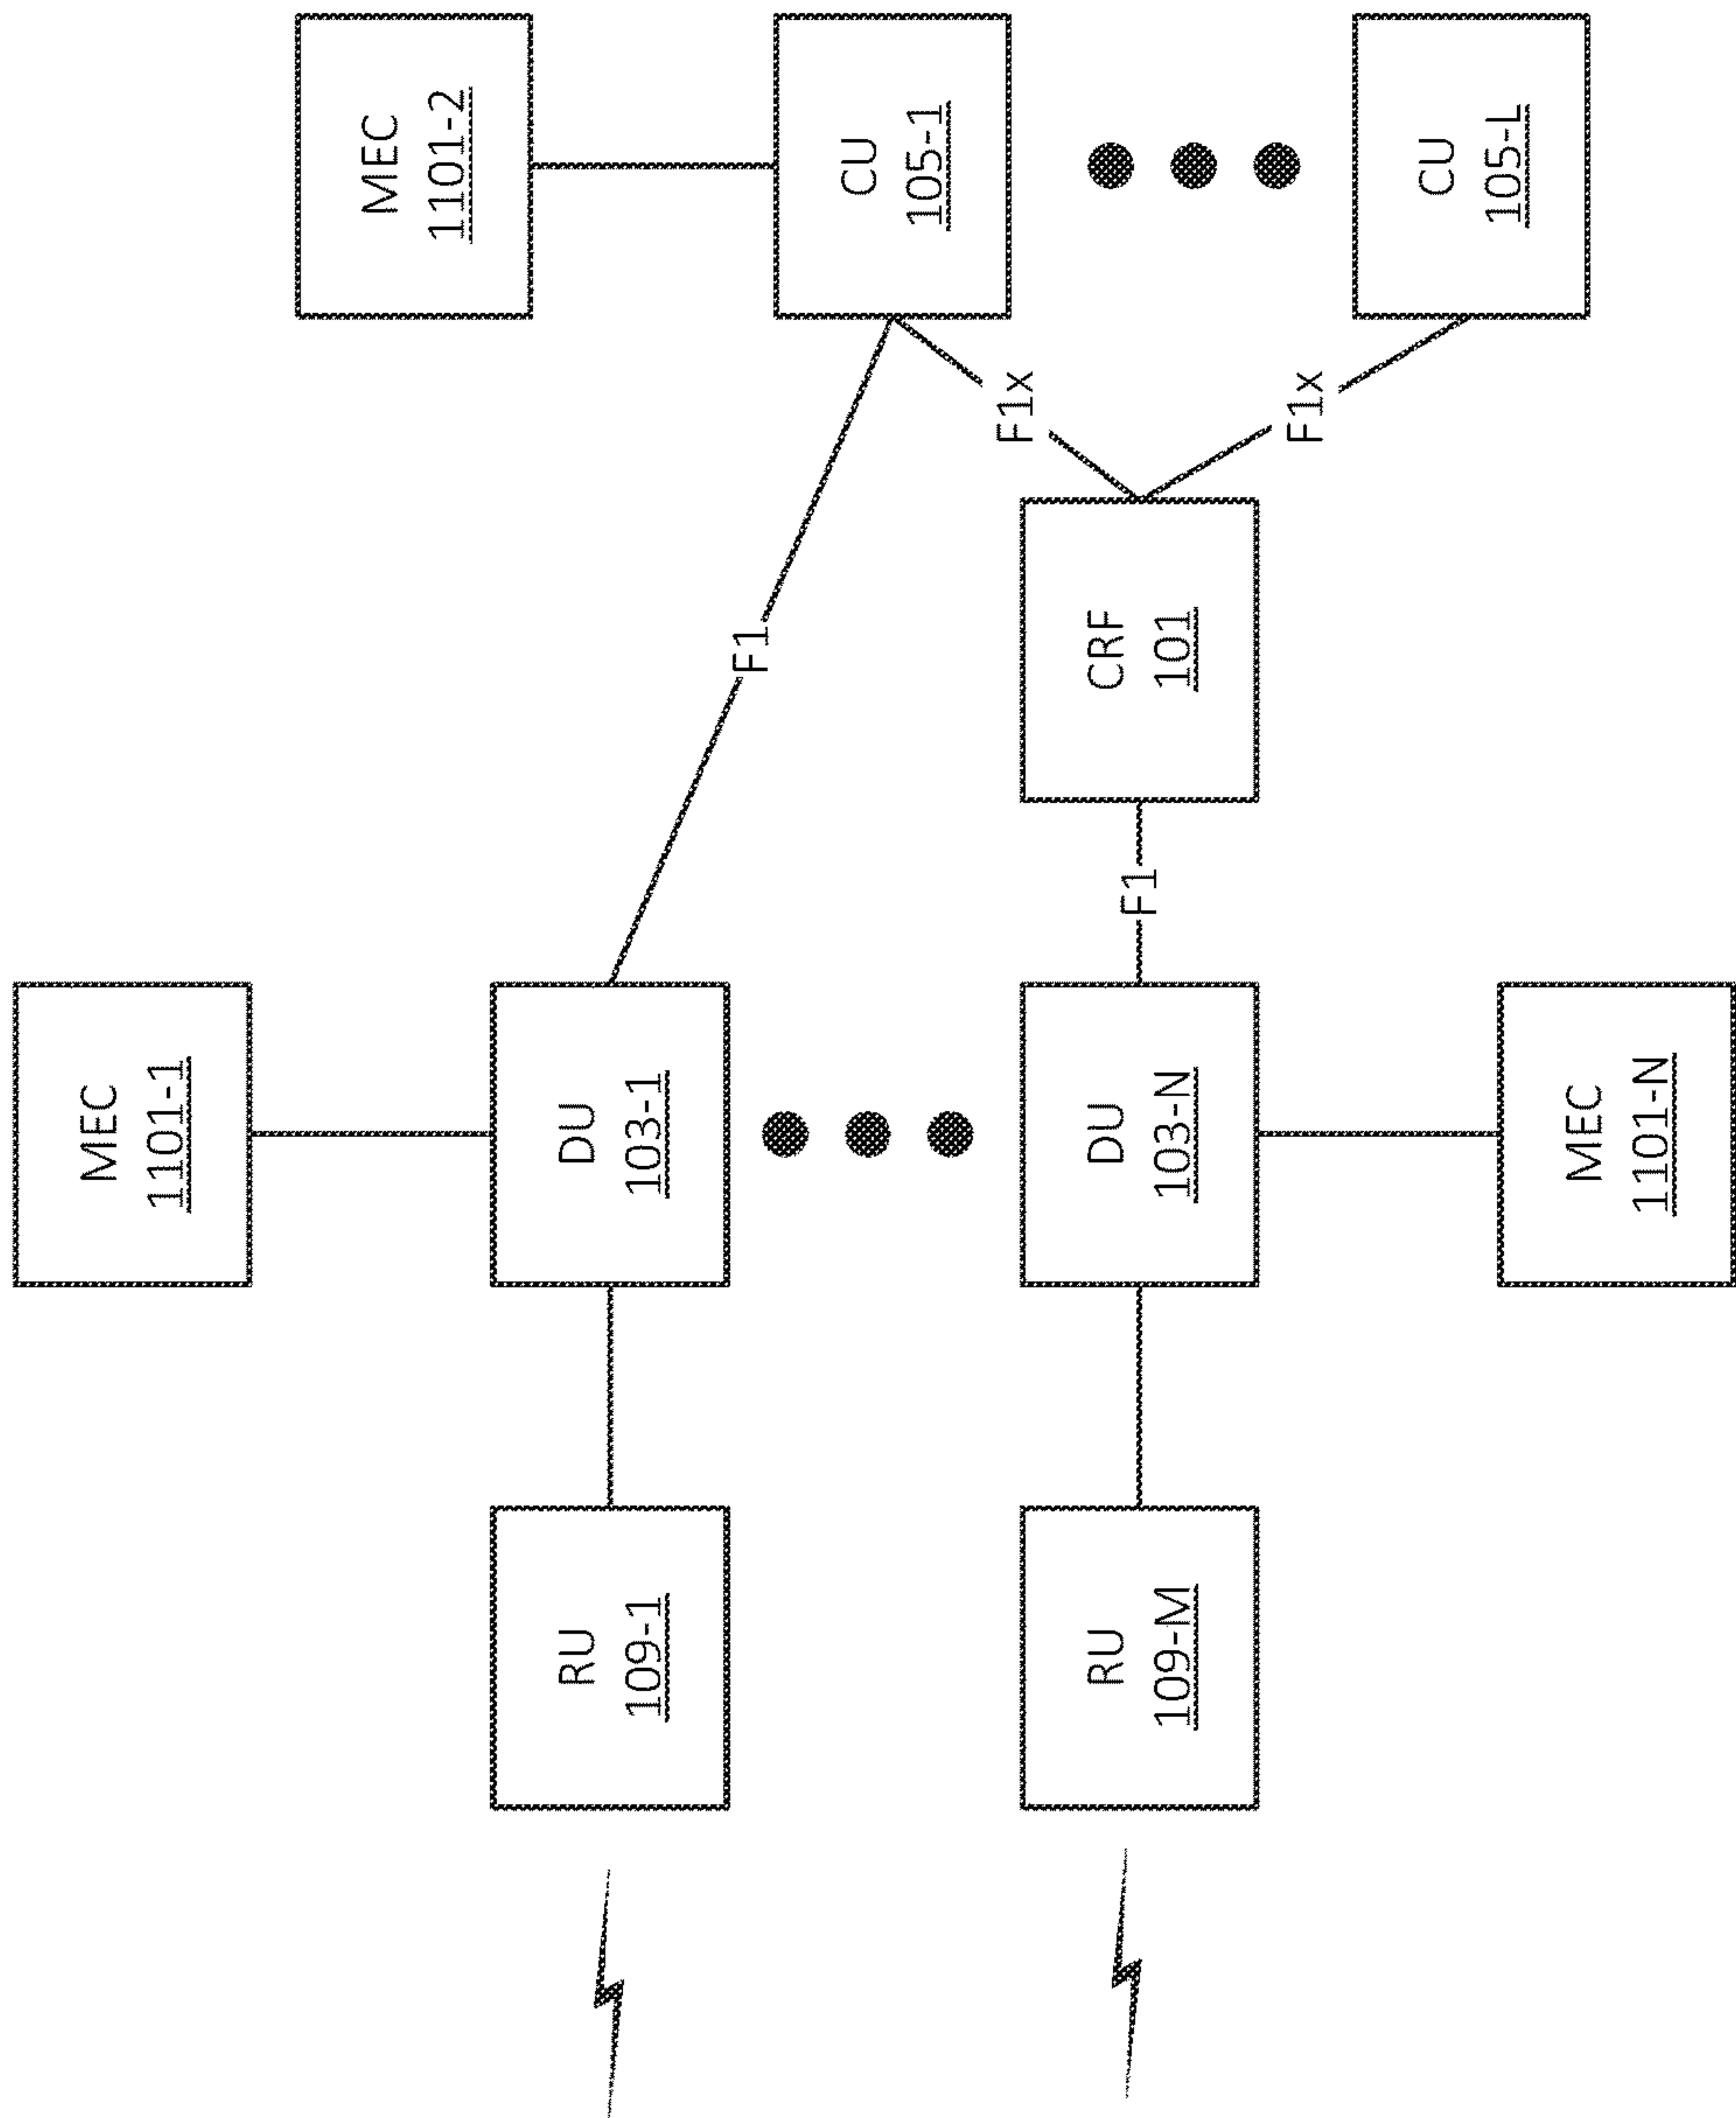 MEC
1101-1
MEC
1101-2
RU
109-1
DU
103-1
F1
CU
105-1
F1x
RU
109-M
DU
103-N
F1
CRF
101
F1x
CU
105-L
MEC
1101-N